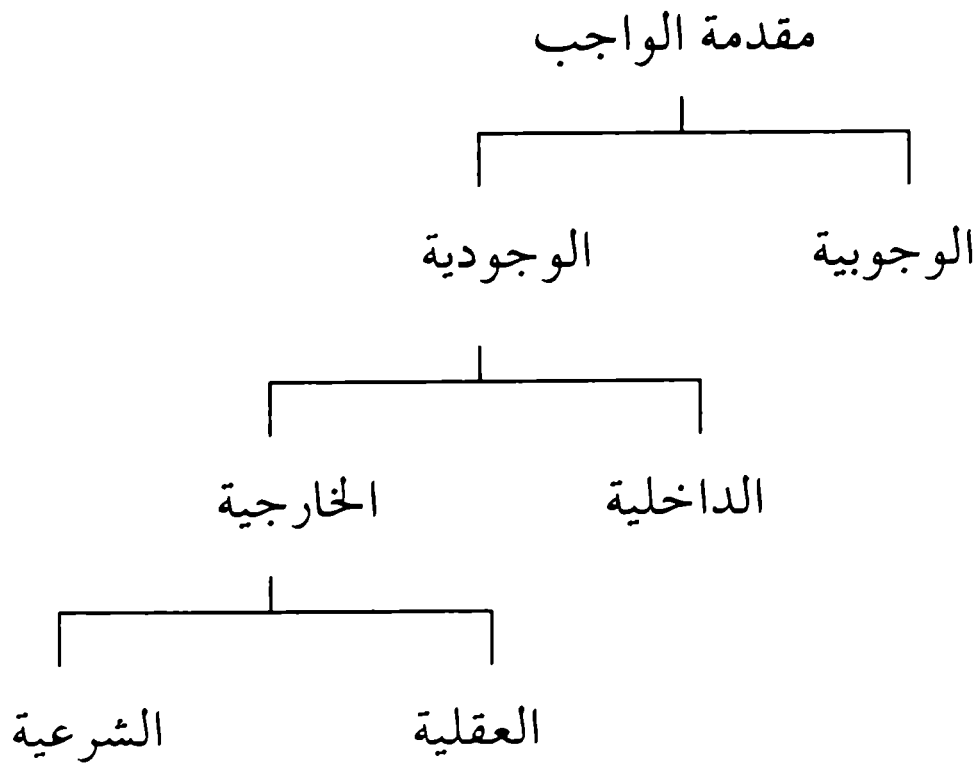 مقدمة الواجب
الوجوبية
الوجودية
الداخلية
الخارجية
العقلية
الشرعية